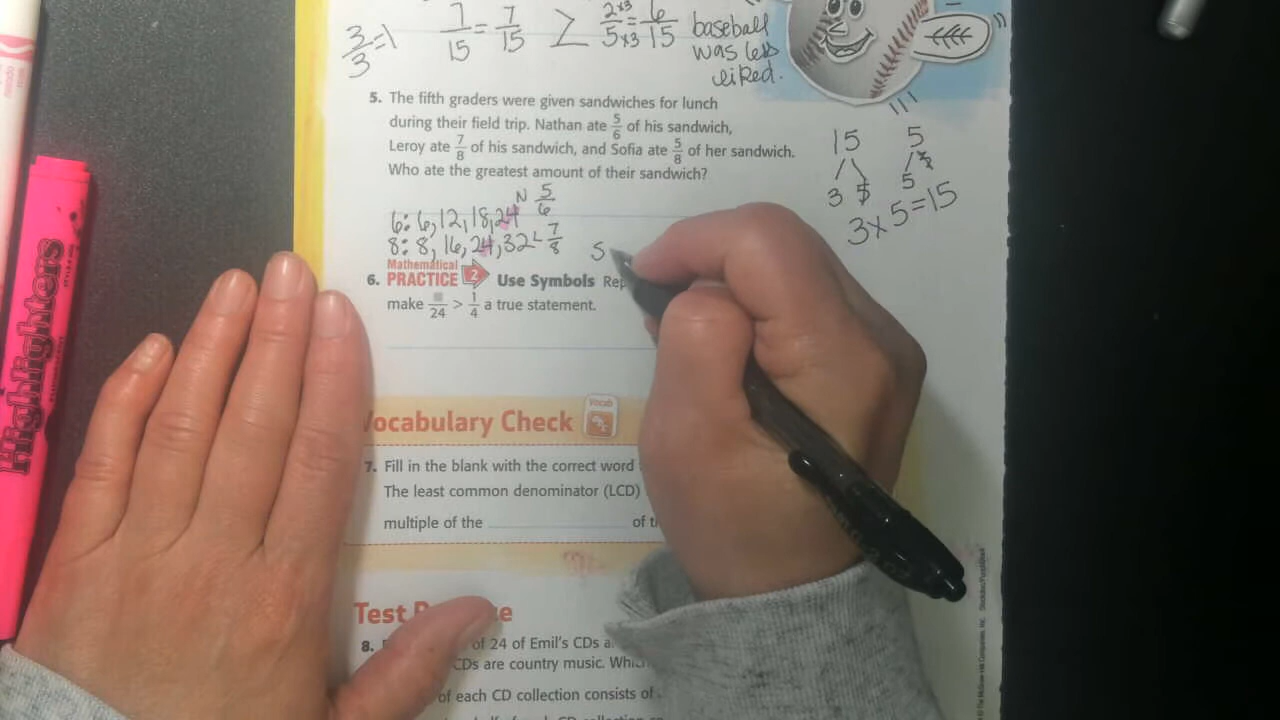 3/3=1
7/15=7/15
2×3/5×3=6/15
baseball
was less
liked.
5. The fifth graders were given sandwiches for lunch
during their field trip. Nathan ate 5/6 of his sandwich,
Leroy ate 7/8 of his sandwich, and Sofia ate 5/8 of her sandwich.
Who ate the greatest amount of their sandwich?
15 5
3 5 5
3×5=15
N 5/6
6: 6,12,18,24
8: 8,16,24,32 L 7/8
S
Mathematical
6. PRACTICE 2 Use Symbols
make /24 > 1/4 a true statement.
Vocabulary Check
Vocab
7. Fill in the blank with the correct word
The least common denominator (LCD)
multiple of the of
Test
8. of 24 of Emil's CDs
CDs are country music.
of each CD collection consists of
Highlighters